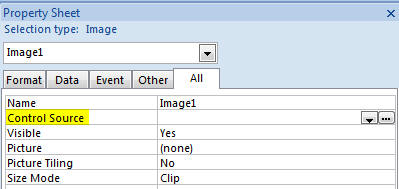 Property Sheet
Selection type: Image
Image1
Format Data Event Other All
Name Image1
Control Source
Visible Yes
Picture (none)
Picture Tiling No
Size Mode Clip